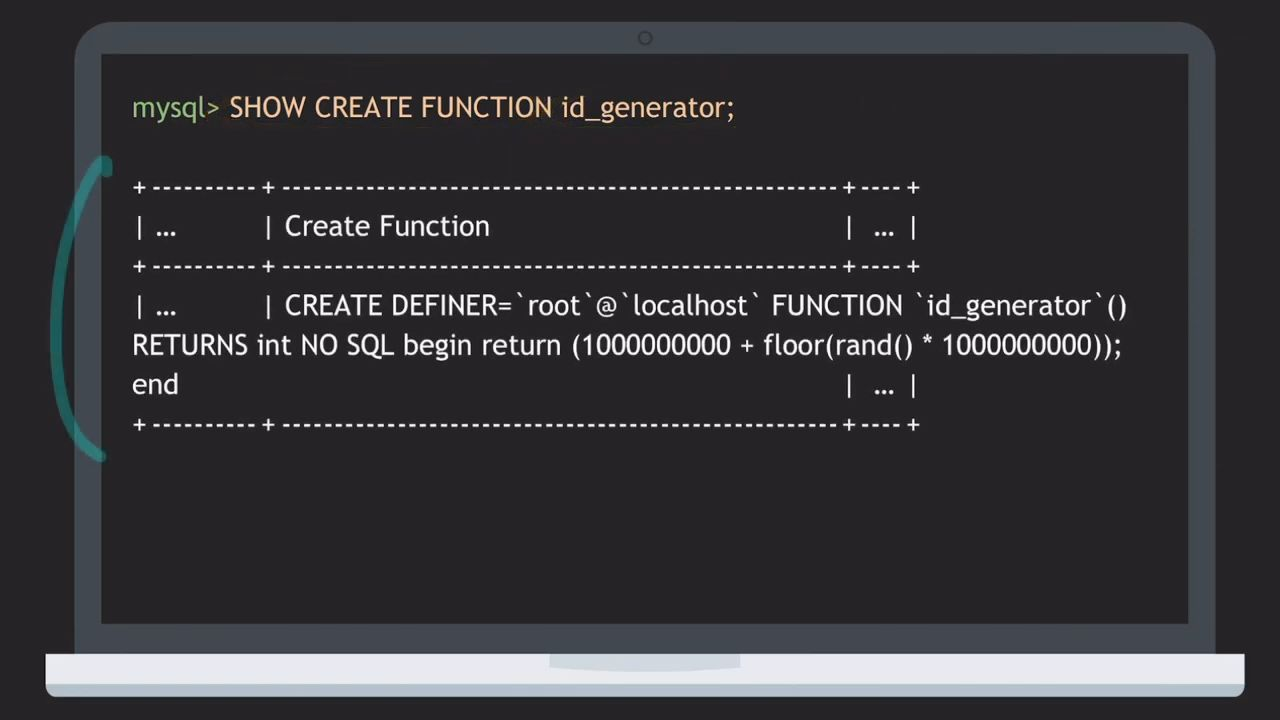 mysql> SHOW CREATE FUNCTION id_generator;
+ ---------- + ------------------------------------------------------ + ---- +
| ... | Create Function | ... |
+ ---------- + ------------------------------------------------------ + ---- +
| ... | CREATE DEFINER=`root`@`localhost` FUNCTION `id_generator`()
RETURNS int NO SQL begin return (1000000000 + floor(rand() * 1000000000));
end | ... |
+ ---------- + ------------------------------------------------------ + ---- +